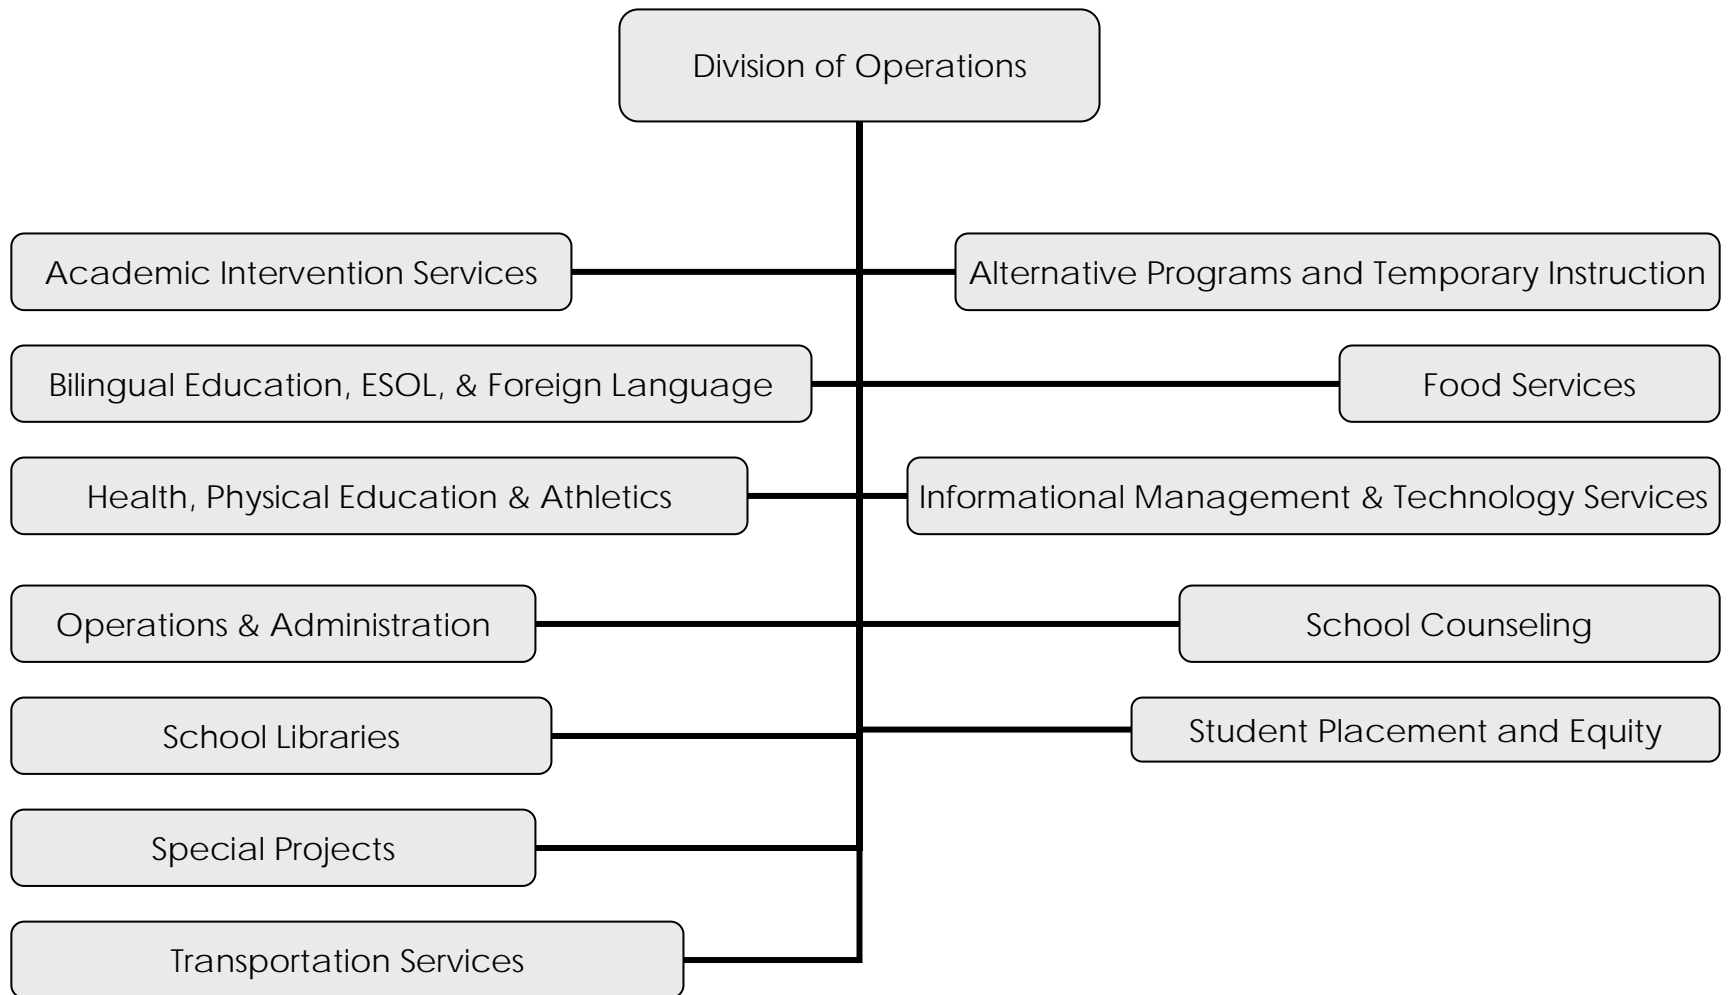 Division of Operations
Academic Intervention Services
Alternative Programs and Temporary Instruction
Bilingual Education, ESOL, & Foreign Language
Food Services
Health, Physical Education & Athletics
Informational Management & Technology Services
Operations & Administration
School Counseling
School Libraries
Student Placement and Equity
Special Projects
Transportation Services